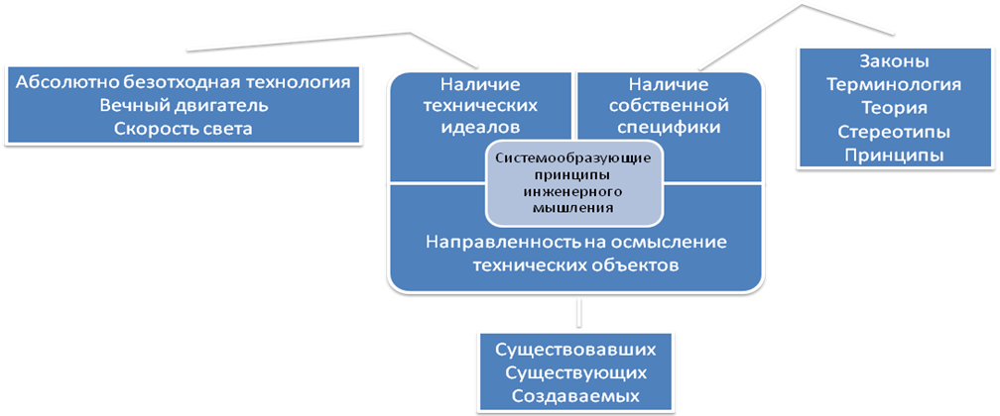 Абсолютно безотходная технология
Вечный двигатель
Скорость света
Наличие
технических
идеалов
Наличие
собственной
специфики
Законы
Терминология
Теория
Стереотипы
Принципы
Системообразующие
принципы
инженерного
мышления
Направленность на осмысление
технических объектов
Существовавших
Существующих
Создаваемых